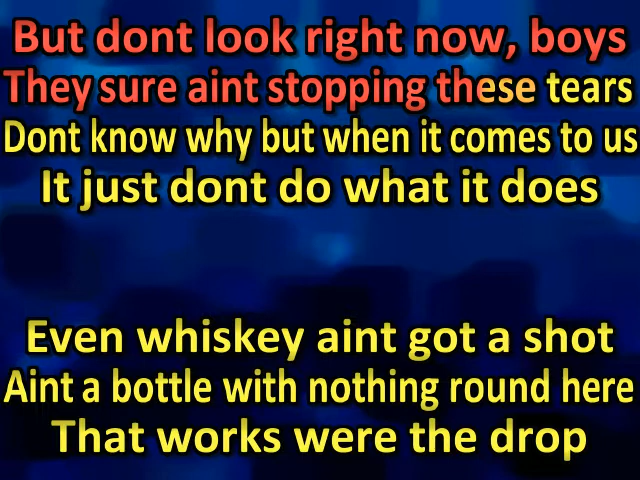 But dont look right now, boys
They sure aint stopping these tears
Dont know why but when it comes to us
It just dont do what it does
Even whiskey aint got a shot
Aint a bottle with nothing round here
That works were the drop